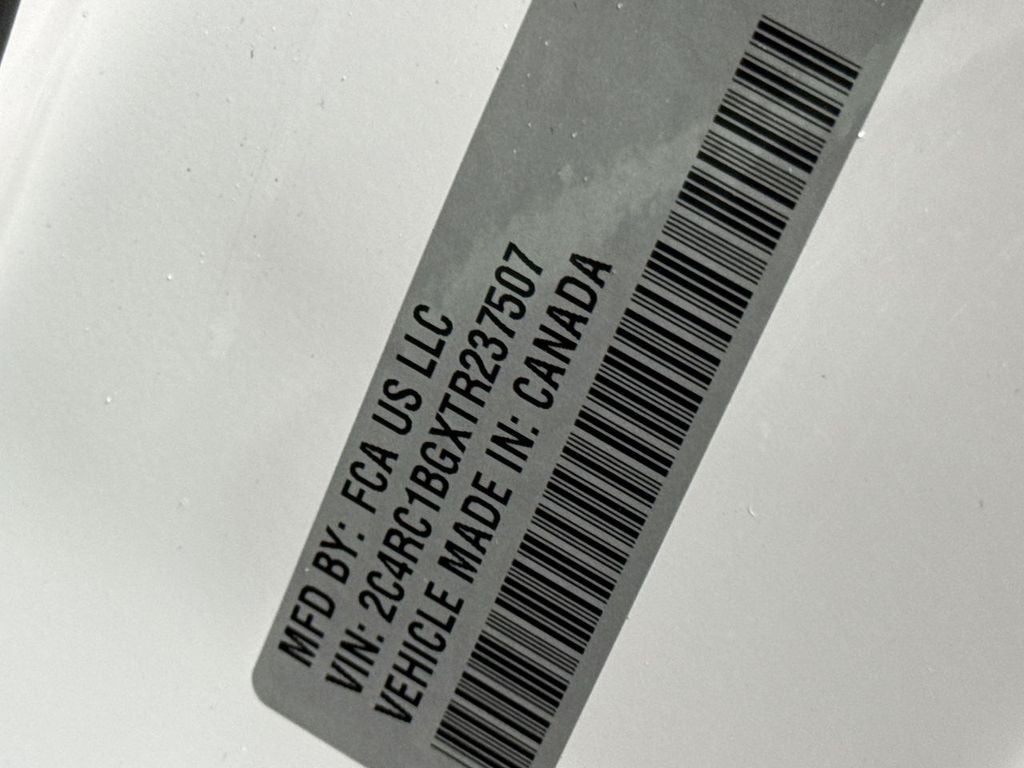 MFD BY: FCA US LLC
VIN: 2C4RC1BGXTR237507
VEHICLE MADE IN: CANADA